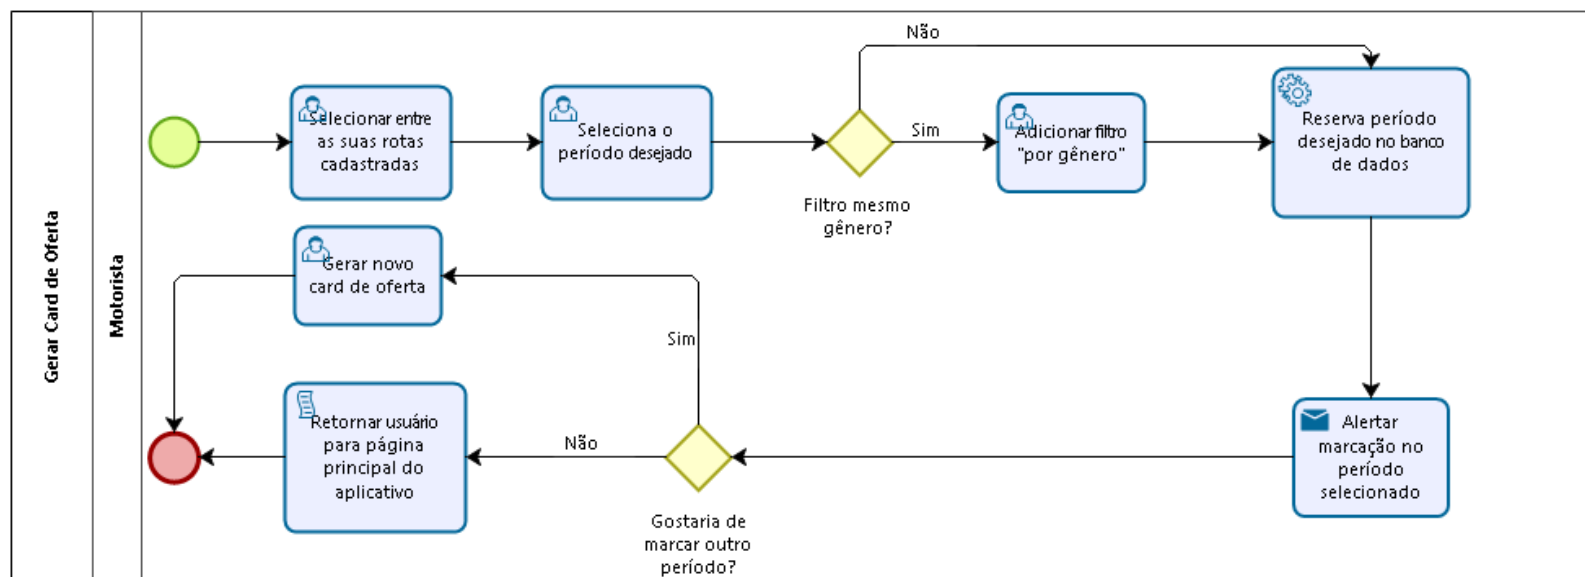 Gerar Card de Oferta
Motorista
Selecionar entre
as suas rotas
cadastradas
Seleciona o
período desejado
Não
Sim
Filtro mesmo
gênero?
Adicionar filtro
"por gênero"
Reserva período
desejado no banco
de dados
Gerar novo
card de oferta
Sim
Retornar usuário
para página
principal do
aplicativo
Não
Gostaria de
marcar outro
período?
Alertar
marcação no
período
selecionado